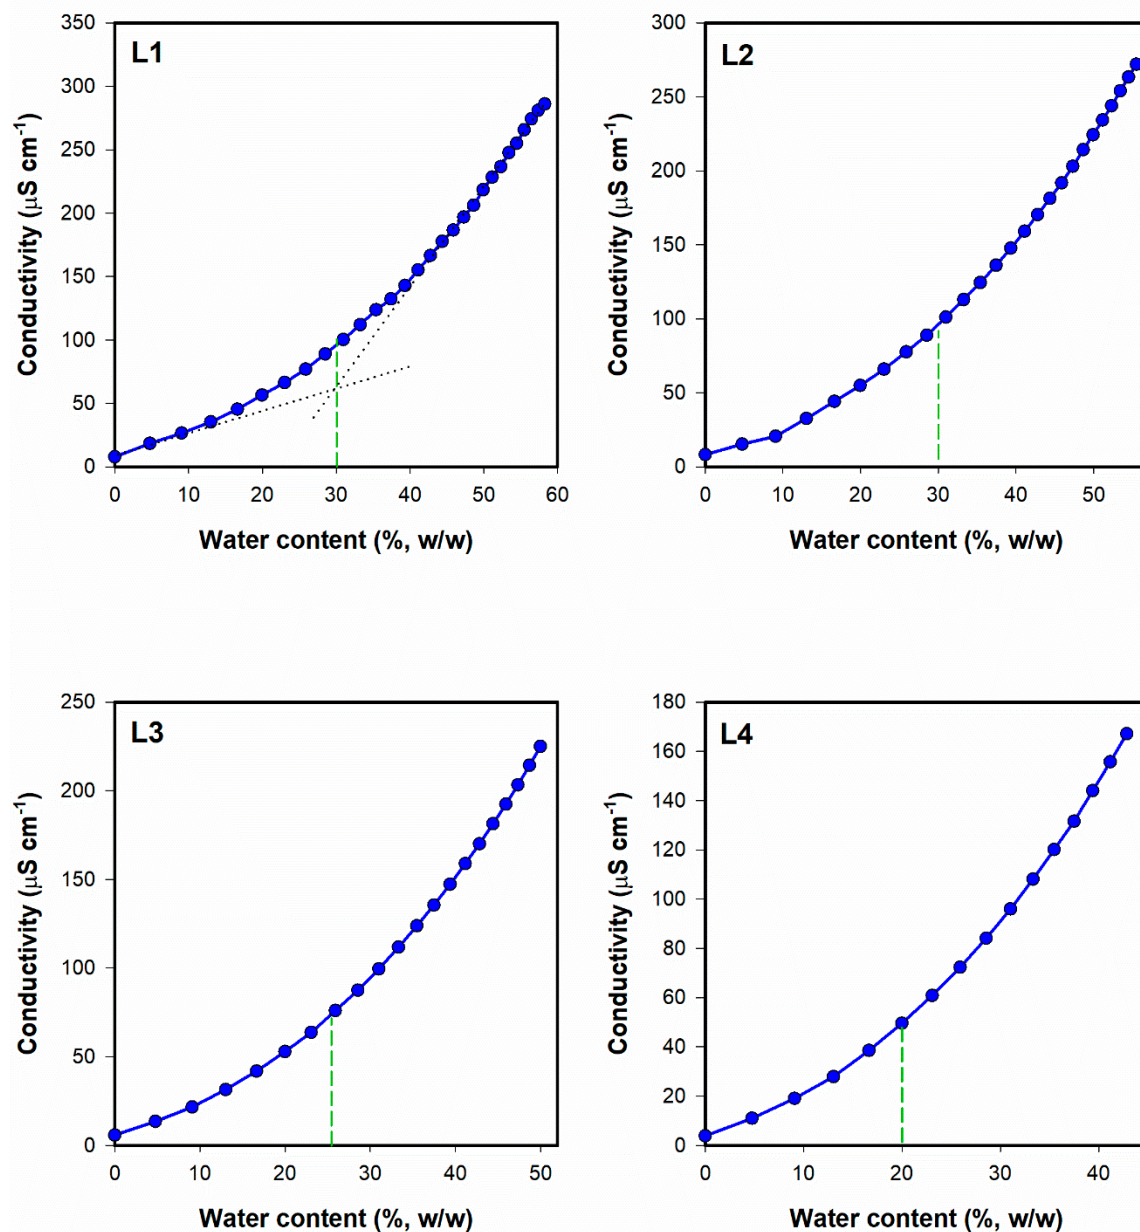 L1
350
300
250
200
150
100
50
0
Conductivity (μS cm⁻¹)
0 10 20 30 40 50 60
Water content (%, w/w)
L2
300
250
200
150
100
50
0
Conductivity (μS cm⁻¹)
0 10 20 30 40 50
Water content (%, w/w)
L3
250
200
150
100
50
0
Conductivity (μS cm⁻¹)
0 10 20 30 40 50
Water content (%, w/w)
L4
180
160
140
120
100
80
60
40
20
0
Conductivity (μS cm⁻¹)
0 10 20 30 40
Water content (%, w/w)